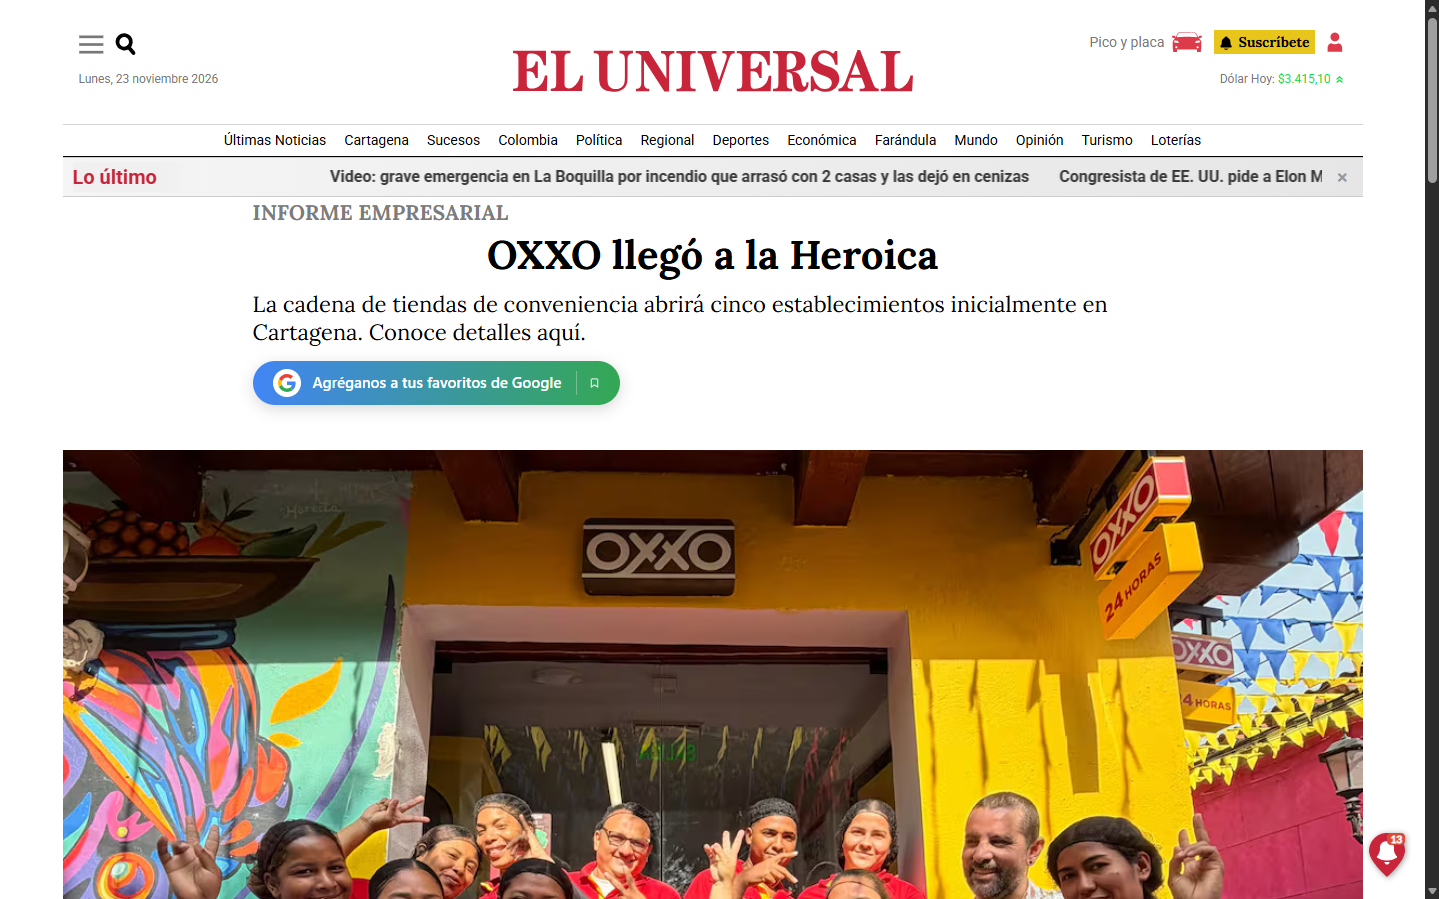 Pico y placa
Suscríbete
Lunes, 23 noviembre 2026
EL UNIVERSAL
Dólar Hoy: $3.415,10
Últimas Noticias Cartagena Sucesos Colombia Política Regional Deportes Económica Farándula Mundo Opinión Turismo Loterías
Lo último
Video: grave emergencia en La Boquilla por incendio que arrasó con 2 casas y las dejó en cenizas Congresista de EE. UU. pide a Elon M
INFORME EMPRESARIAL
OXXO llegó a la Heroica
La cadena de tiendas de conveniencia abrirá cinco establecimientos inicialmente en
Cartagena. Conoce detalles aquí.
Agréganos a tus favoritos de Google
OXXO
OXXO
24 HORAS
OXXO
24 HORAS
13